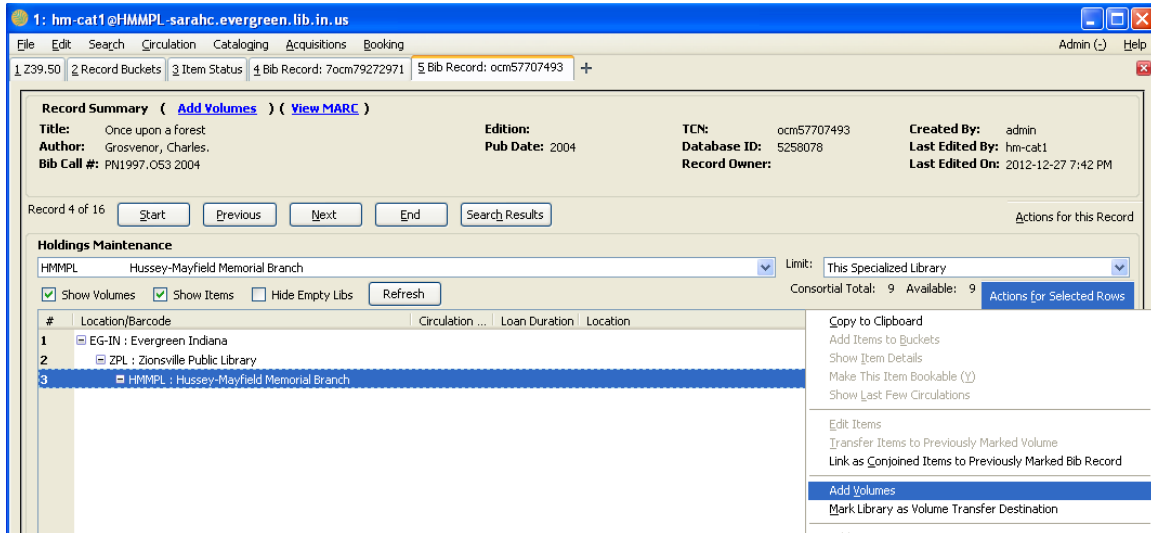 1: hm-cat1@HMMPL-sarahc.evergreen.lib.in.us
File Edit Search Circulation Cataloging Acquisitions Booking Admin (-) Help
1 Z39.50 2 Record Buckets 3 Item Status 4 Bib Record: 7ocm79272971 5 Bib Record: ocm57707493 +
Record Summary ( Add Volumes ) ( View MARC )
Title: Once upon a forest Edition: TCN: ocm57707493 Created By: admin
Author: Grosvenor, Charles. Pub Date: 2004 Database ID: 5258078 Last Edited By: hm-cat1
Bib Call #: PN1997.O53 2004 Record Owner: Last Edited On: 2012-12-27 7:42 PM
Record 4 of 16 Start Previous Next End Search Results Actions for this Record
Holdings Maintenance
HMMPL Hussey-Mayfield Memorial Branch Limit: This Specialized Library
Show Volumes Show Items Hide Empty Libs Refresh Consortial Total: 9 Available: 9 Actions for Selected Rows
# Location/Barcode Circulation ... Loan Duration Location
1 EG-IN : Evergreen Indiana
2 ZPL : Zionsville Public Library
3 HMMPL : Hussey-Mayfield Memorial Branch
Copy to Clipboard
Add Items to Buckets
Show Item Details
Make This Item Bookable (Y)
Show Last Few Circulations
Edit Items
Transfer Items to Previously Marked Volume
Link as Conjoined Items to Previously Marked Bib Record
Add Volumes
Mark Library as Volume Transfer Destination